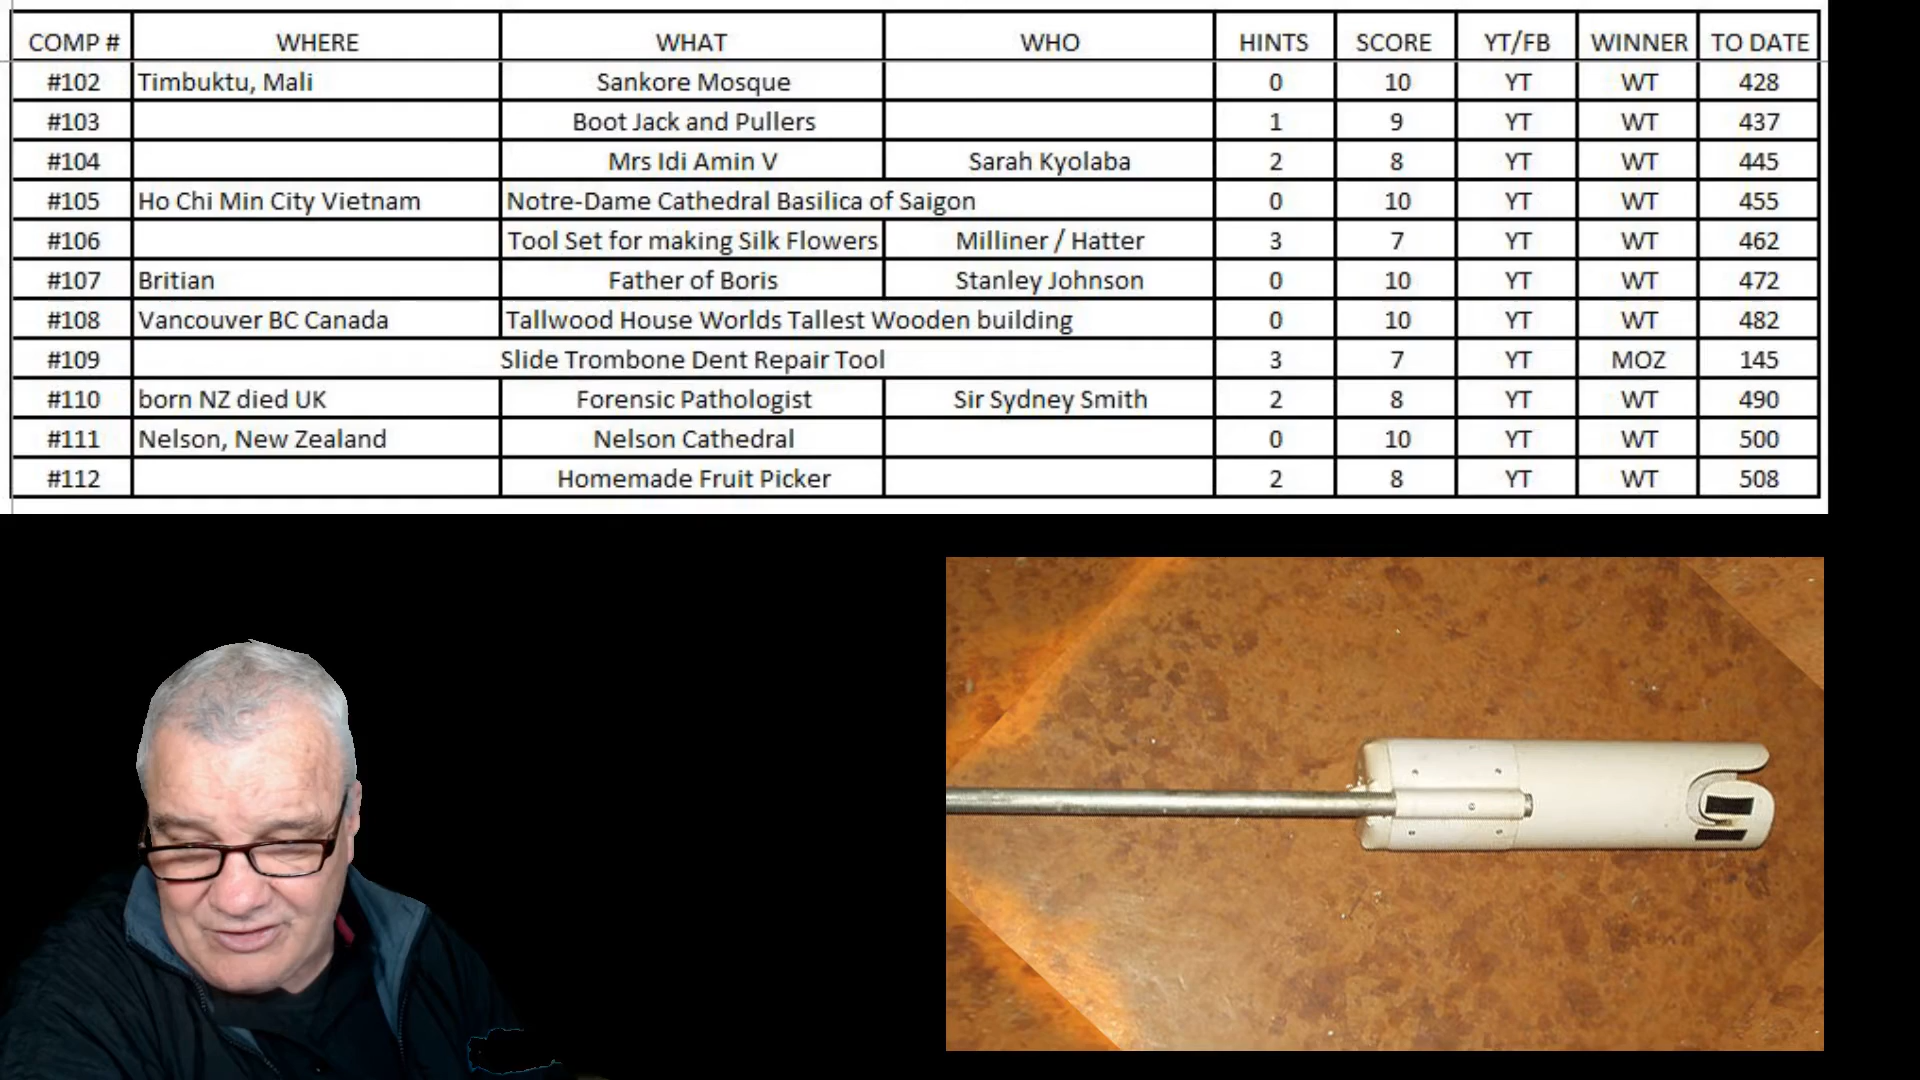 COMP # WHERE WHAT WHO HINTS SCORE YT/FB WINNER TO DATE
#102 Timbuktu, Mali Sankore Mosque 0 10 YT WT 428
#103 Boot Jack and Pullers 1 9 YT WT 437
#104 Mrs Idi Amin V Sarah Kyolaba 2 8 YT WT 445
#105 Ho Chi Min City Vietnam Notre-Dame Cathedral Basilica of Saigon 0 10 YT WT 455
#106 Tool Set for making Silk Flowers Milliner / Hatter 3 7 YT WT 462
#107 Britian Father of Boris Stanley Johnson 0 10 YT WT 472
#108 Vancouver BC Canada Tallwood House Worlds Tallest Wooden building 0 10 YT WT 482
#109 Slide Trombone Dent Repair Tool 3 7 YT MOZ 145
#110 born NZ died UK Forensic Pathologist Sir Sydney Smith 2 8 YT WT 490
#111 Nelson, New Zealand Nelson Cathedral 0 10 YT WT 500
#112 Homemade Fruit Picker 2 8 YT WT 508